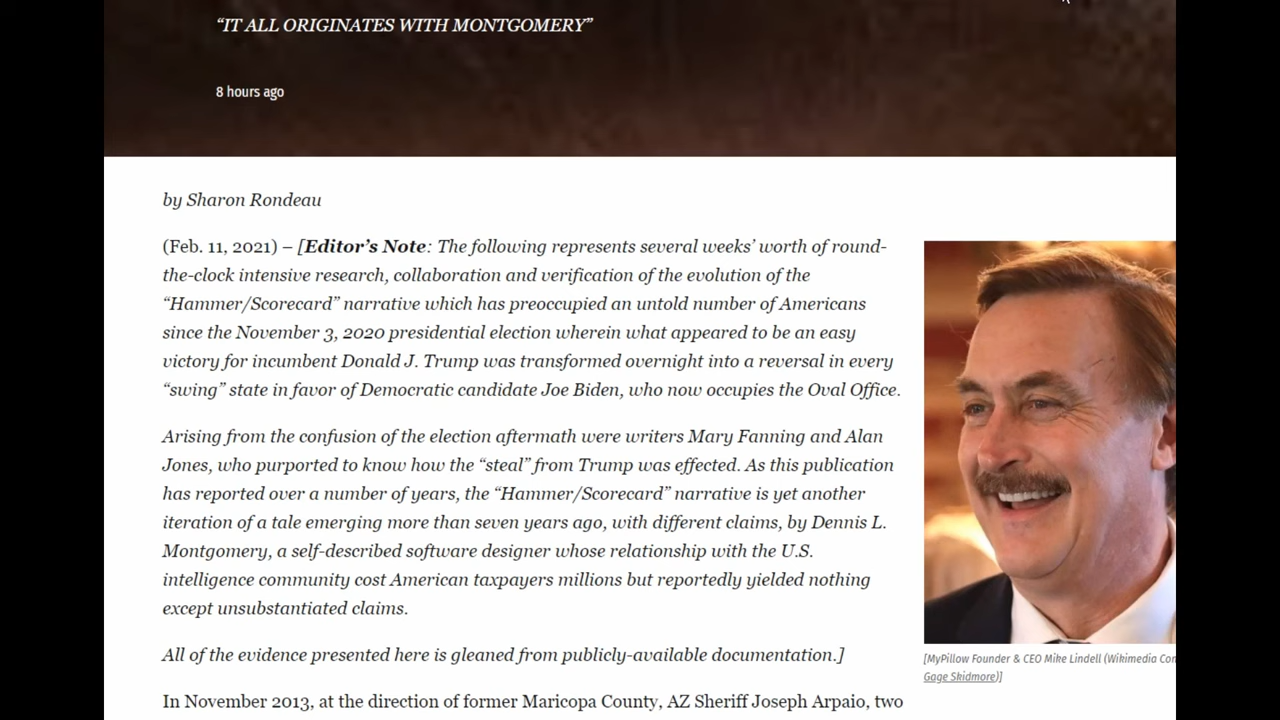 “IT ALL ORIGINATES WITH MONTGOMERY”
8 hours ago
by Sharon Rondeau
(Feb. 11, 2021) – [Editor’s Note: The following represents several weeks’ worth of round-
the-clock intensive research, collaboration and verification of the evolution of the
“Hammer/Scorecard” narrative which has preoccupied an untold number of Americans
since the November 3, 2020 presidential election wherein what appeared to be an easy
victory for incumbent Donald J. Trump was transformed overnight into a reversal in every
“swing” state in favor of Democratic candidate Joe Biden, who now occupies the Oval Office.
Arising from the confusion of the election aftermath were writers Mary Fanning and Alan
Jones, who purported to know how the “steal” from Trump was effected. As this publication
has reported over a number of years, the “Hammer/Scorecard” narrative is yet another
iteration of a tale emerging more than seven years ago, with different claims, by Dennis L.
Montgomery, a self-described software designer whose relationship with the U.S.
intelligence community cost American taxpayers millions but reportedly yielded nothing
except unsubstantiated claims.
All of the evidence presented here is gleaned from publicly-available documentation.]
In November 2013, at the direction of former Maricopa County, AZ Sheriff Joseph Arpaio, two
[MyPillow Founder & CEO Mike Lindell (Wikimedia Con
Gage Skidmore)]